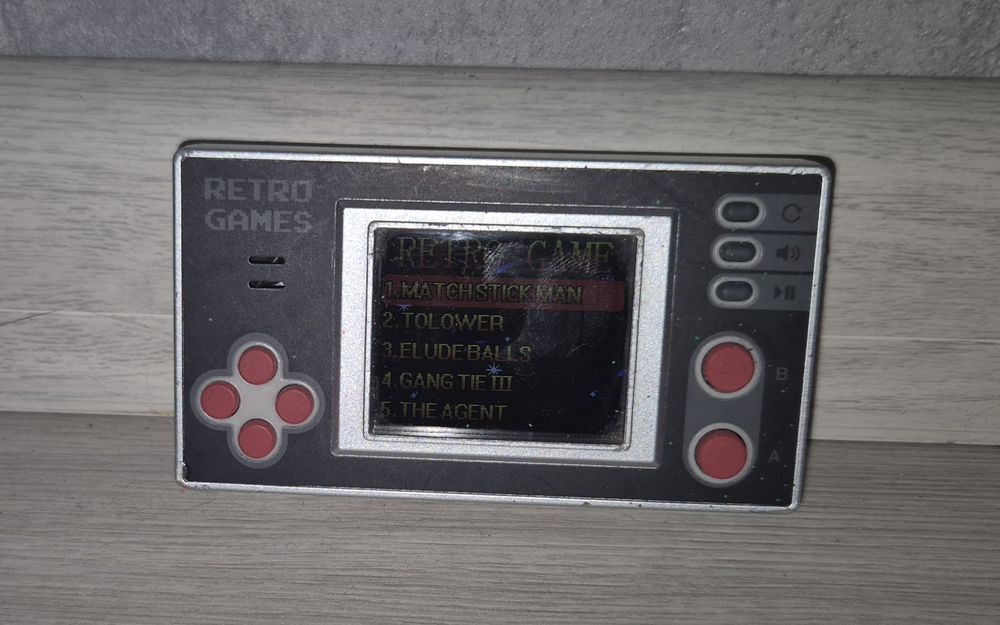 RETRO
GAMES
RETRO GAME
1.MATCHSTICK MAN
2.TOLOWER
3.ELUDE BALLS
4.GANG TIE III
5.THE AGENT
B
A